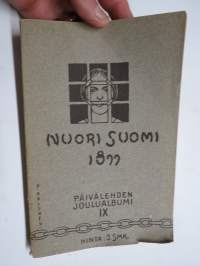 NUORI SUOMI
1899
PÄIVÄLEHDEN
JOULUALBUMI
IX
HINTA: 3 SMK.